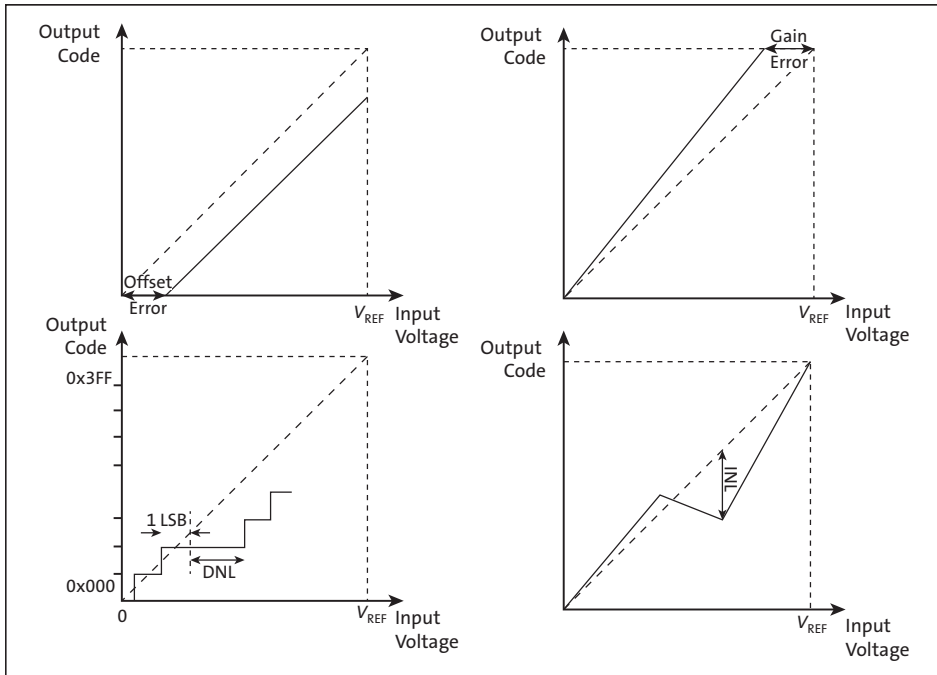 Output
Code
Offset
Error
V_REF
Input
Voltage
Output
Code
Gain
Error
V_REF
Input
Voltage
Output
Code
0x3FF
1 LSB
DNL
0x000
0
V_REF
Input
Voltage
Output
Code
INL
V_REF
Input
Voltage